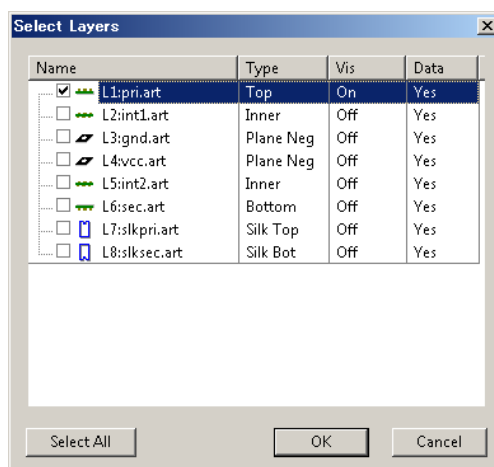 Select Layers
Name Type Vis Data
L1:pri.art Top On Yes
L2:int1.art Inner Off Yes
L3:gnd.art Plane Neg Off Yes
L4:vcc.art Plane Neg Off Yes
L5:int2.art Inner Off Yes
L6:sec.art Bottom Off Yes
L7:slkpri.art Silk Top Off Yes
L8:slksec.art Silk Bot Off Yes
Select All OK Cancel